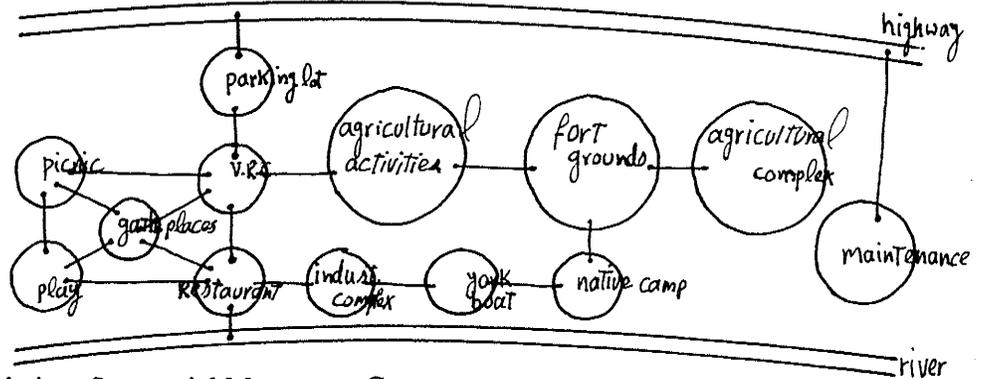 highway
parking lot
agricultural
activities
fort
grounds
agricultural
complex
picnic
V.R.C
places
play
Restaurant
indust
complex
york
boat
native camp
maintenance
river